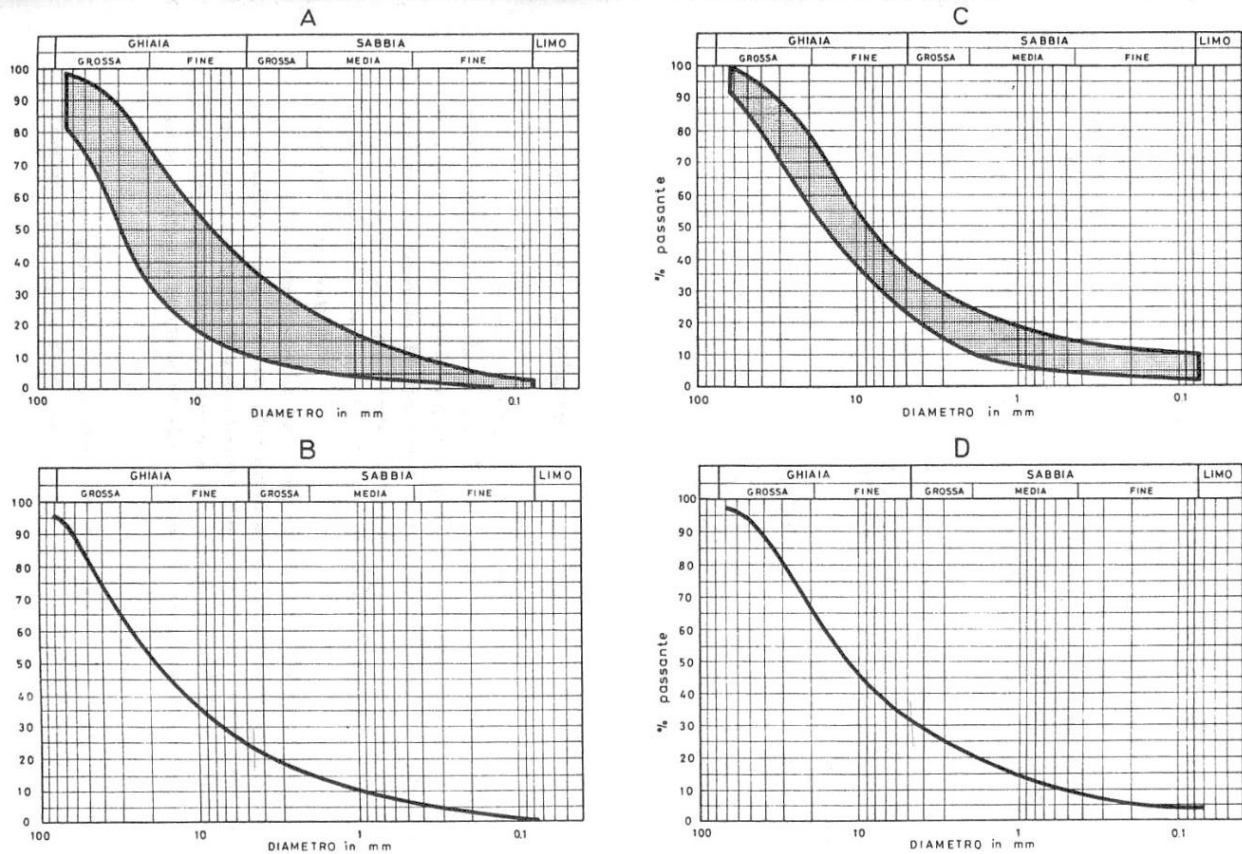 A
GHIAIA SABBIA LIMO
GROSSA FINE GROSSA MEDIA FINE
100
90
80
70
60
50
40
30
20
10
0
100 10 1 0.1
DIAMETRO in mm
C
GHIAIA SABBIA LIMO
GROSSA FINE GROSSA MEDIA FINE
% passante
100
90
80
70
60
50
40
30
20
10
0
100 10 1 0.1
DIAMETRO in mm
B
GHIAIA SABBIA LIMO
GROSSA FINE GROSSA MEDIA FINE
100
90
80
70
60
50
40
30
20
10
0
100 10 1 0.1
DIAMETRO in mm
D
GHIAIA SABBIA LIMO
GROSSA FINE GROSSA MEDIA FINE
% passante
100
90
80
70
60
50
40
30
20
10
0
100 10 1 0.1
DIAMETRO in mm